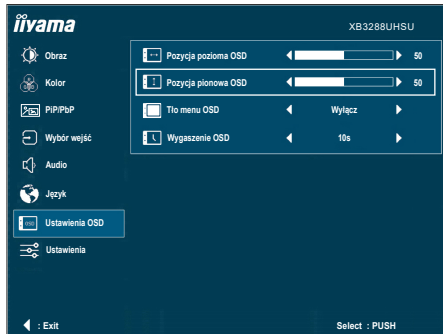 iiyama
XB3288UHSU
Obraz
Kolor
PiP/PbP
Wybór wejść
Audio
Język
Ustawienia OSD
Ustawienia
Pozycja pozioma OSD 50
Pozycja pionowa OSD 50
Tło menu OSD Wyłącz
Wygaszenie OSD 10s
: Exit
Select : PUSH